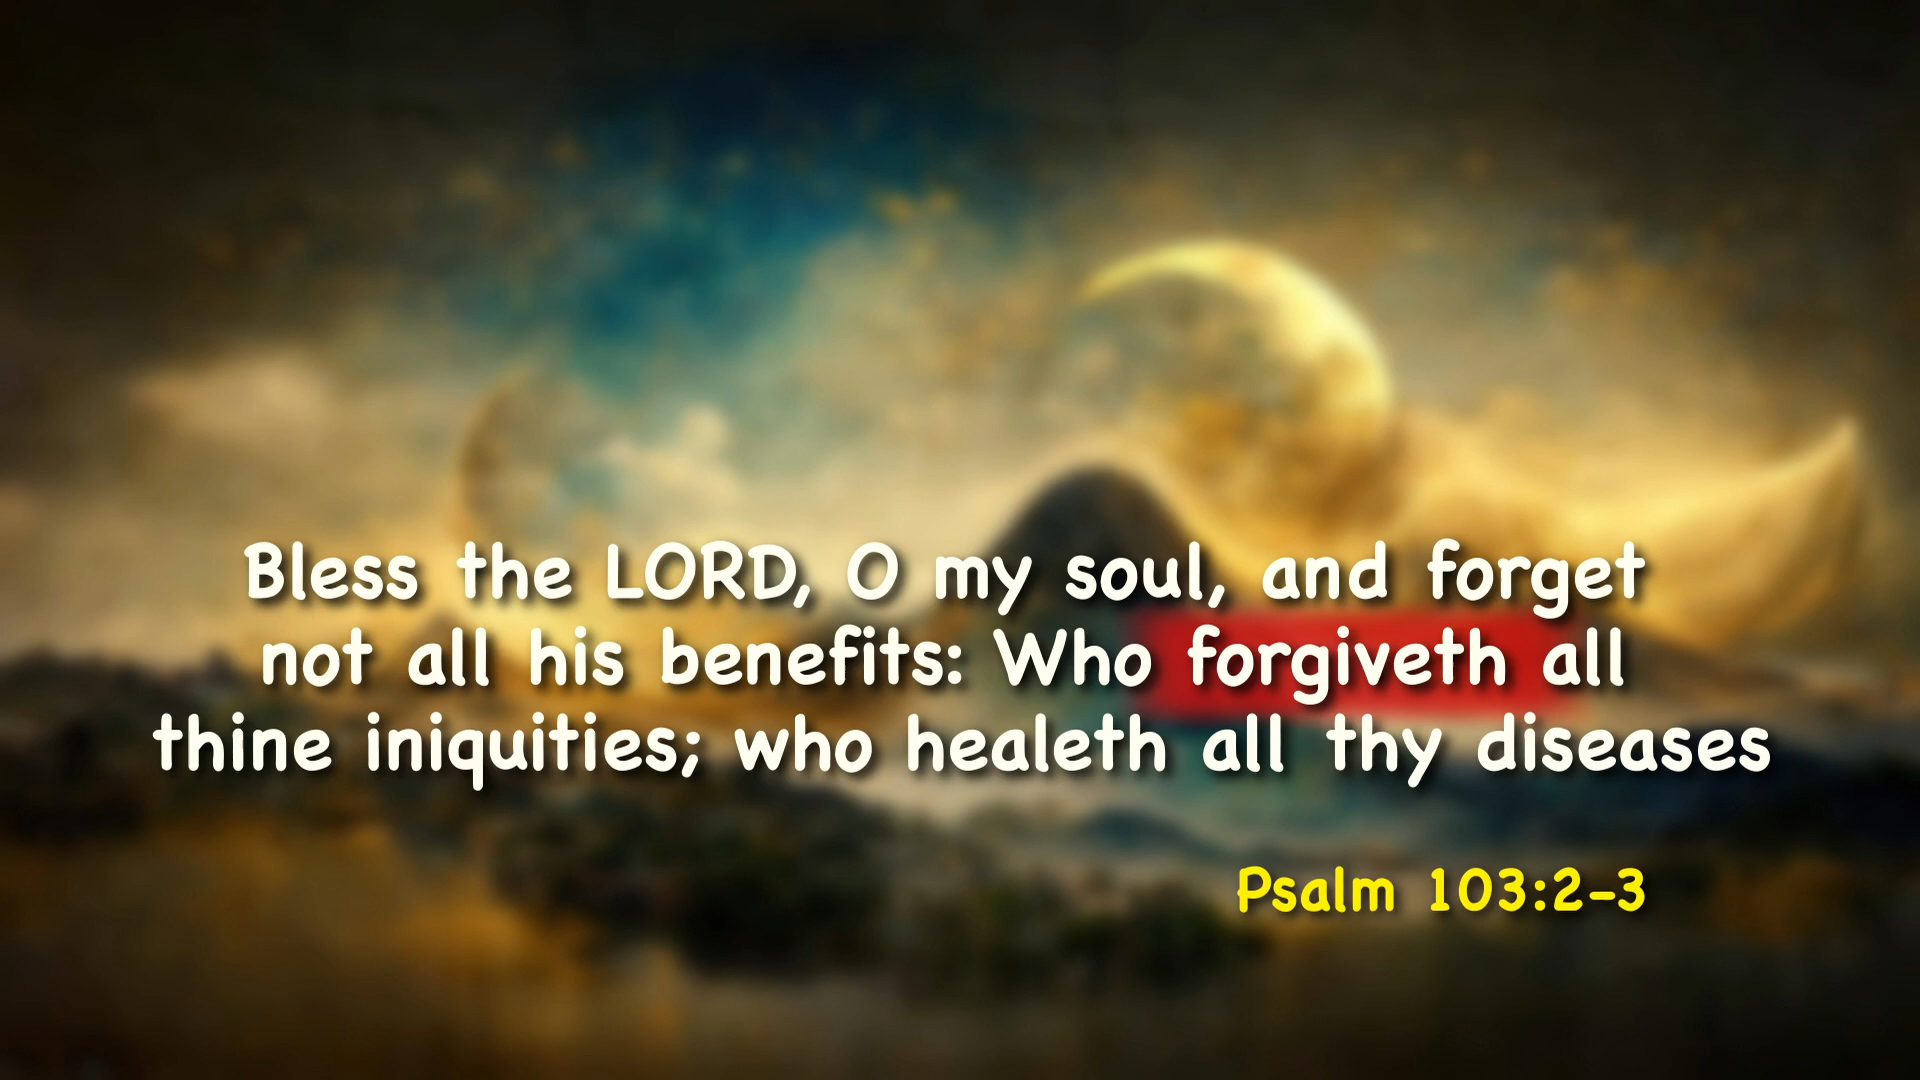 Bless the LORD, O my soul, and forget
not all his benefits: Who forgiveth all
thine iniquities; who healeth all thy diseases
Psalm 103:2-3